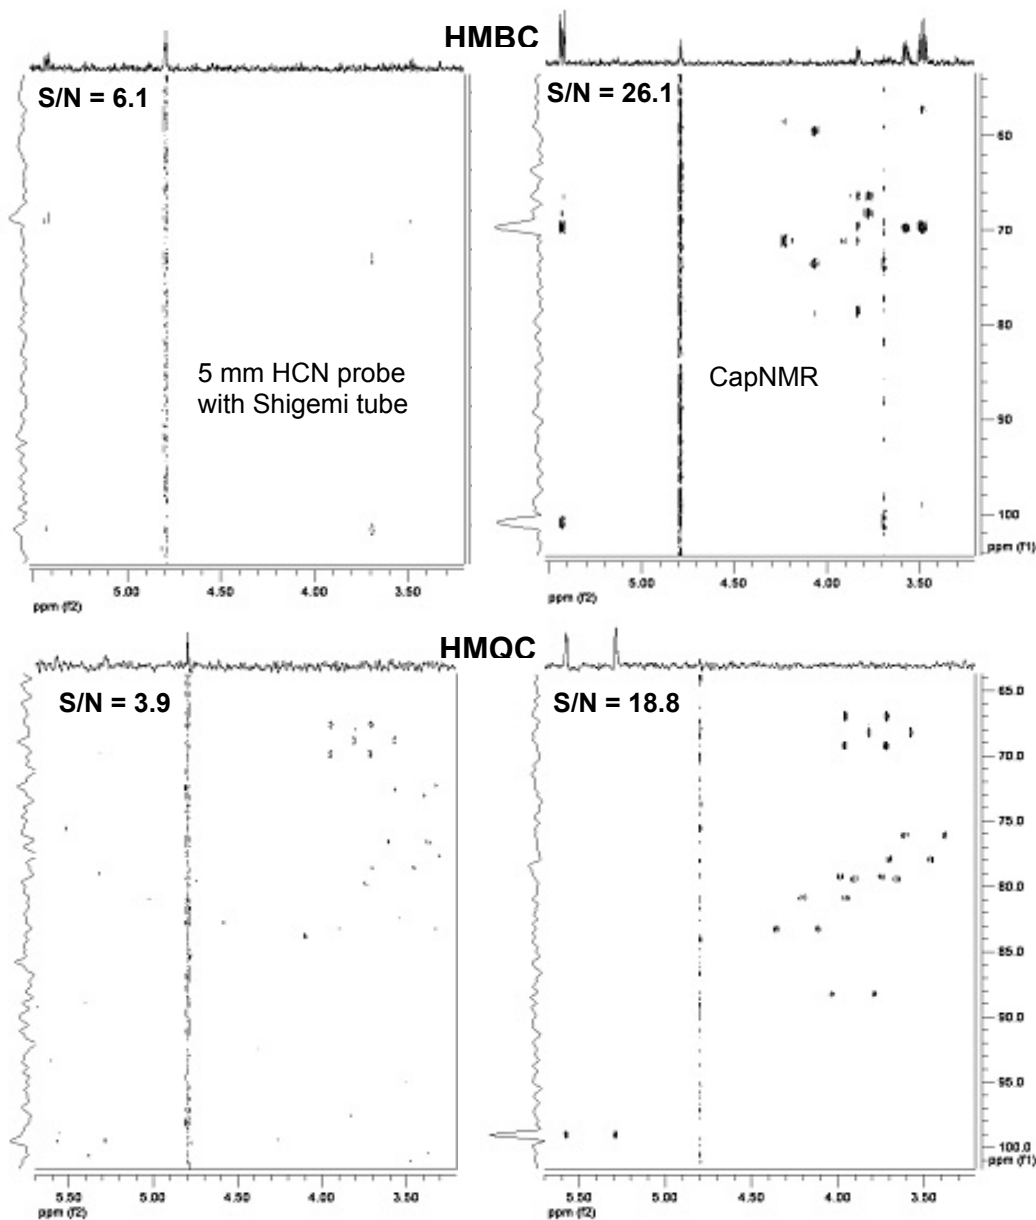 HMBC
S/N = 6.1
S/N = 26.1
5 mm HCN probe
with Shigemi tube
CapNMR
60
70
80
90
100
ppm (f1)
5.00 4.50 4.00 3.50
ppm (f2)
5.00 4.50 4.00 3.50
ppm (f2)
HMQC
S/N = 3.9
S/N = 18.8
65.0
70.0
75.0
80.0
85.0
90.0
95.0
100.0
ppm (f1)
5.50 5.00 4.50 4.00 3.50
ppm (f2)
5.00 4.50 4.00 3.50
ppm (f2)